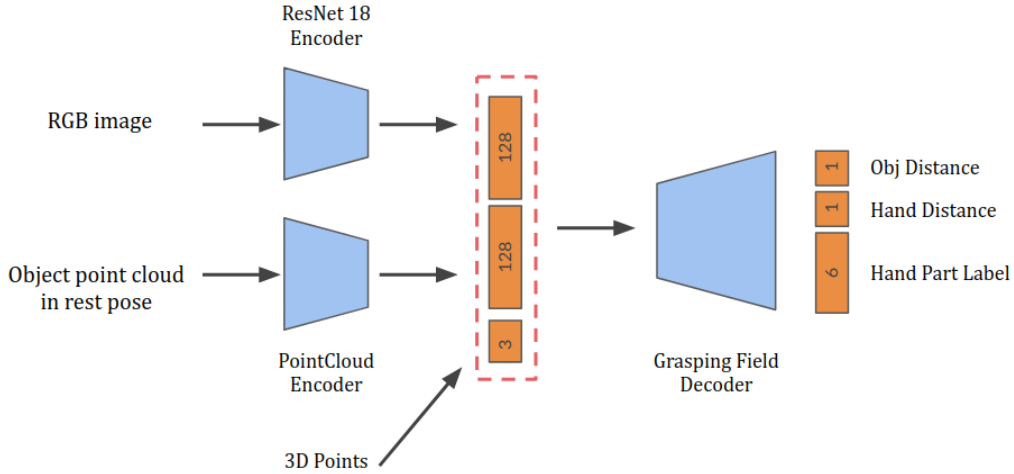 ResNet 18
Encoder
RGB image
128
128
3
Object point cloud
in rest pose
PointCloud
Encoder
3D Points
Grasping Field
Decoder
1
Obj Distance
1
Hand Distance
6
Hand Part Label